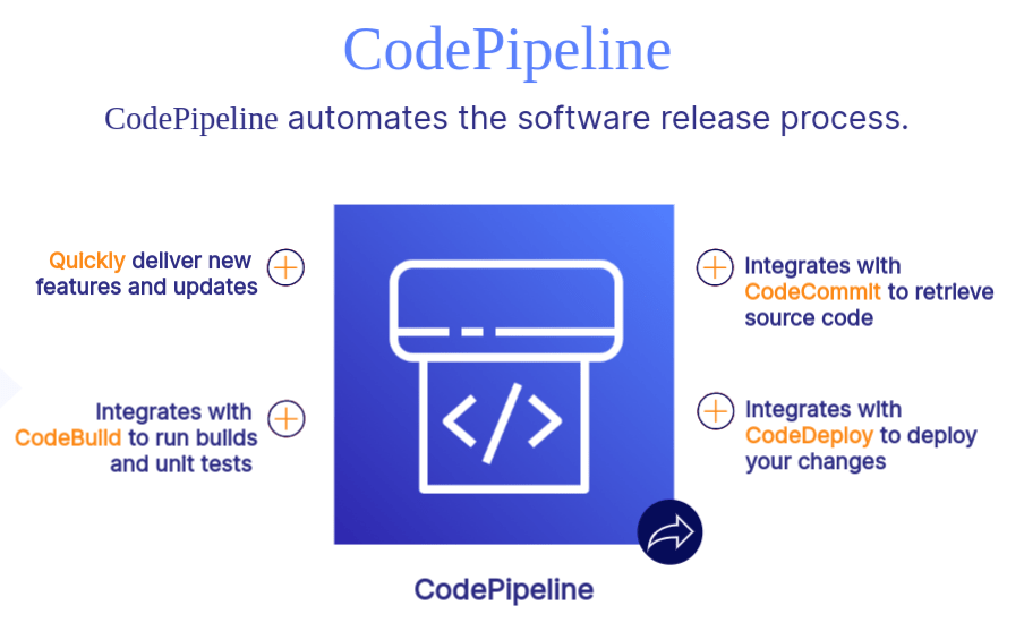 CodePipeline
CodePipeline automates the software release process.
Quickly deliver new
features and updates
Integrates with
CodeCommit to retrieve
source code
Integrates with
CodeBuild to run builds
and unit tests
Integrates with
CodeDeploy to deploy
your changes
</>
CodePipeline